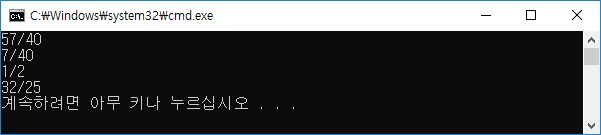 C:₩Windows₩system32₩cmd.exe
57/40
7/40
1/2
32/25
계속하려면 아무 키나 누르십시오 . . .